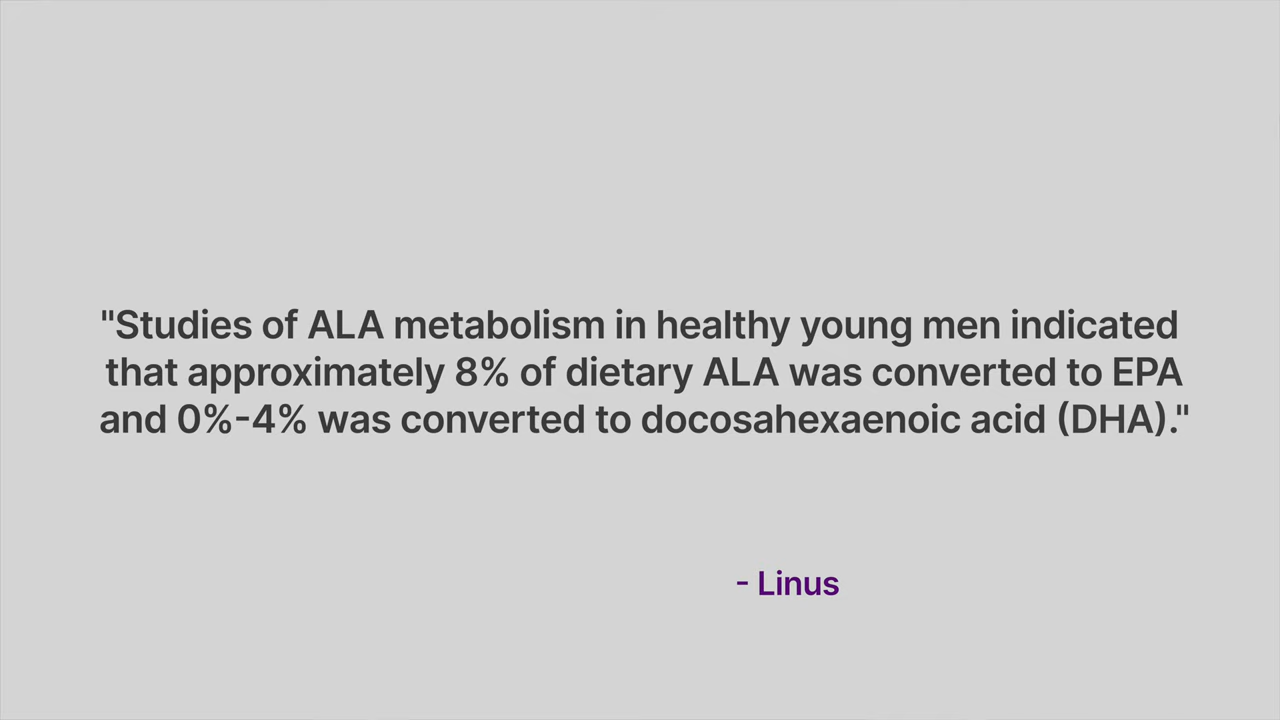 "Studies of ALA metabolism in healthy young men indicated
that approximately 8% of dietary ALA was converted to EPA
and 0%-4% was converted to docosahexaenoic acid (DHA)."
- Linus